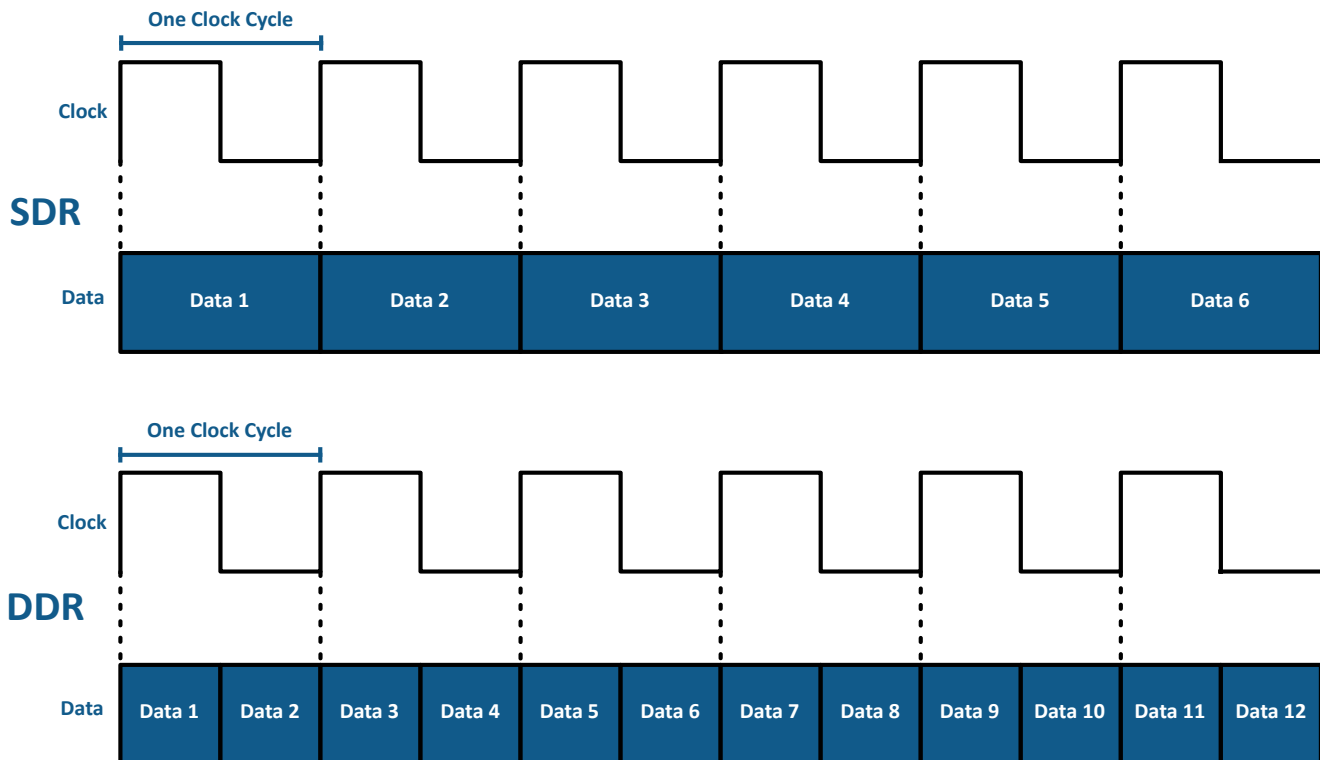 One Clock Cycle
Clock
SDR
Data
Data 1 Data 2 Data 3 Data 4 Data 5 Data 6
One Clock Cycle
Clock
DDR
Data
Data 1 Data 2 Data 3 Data 4 Data 5 Data 6 Data 7 Data 8 Data 9 Data 10 Data 11 Data 12